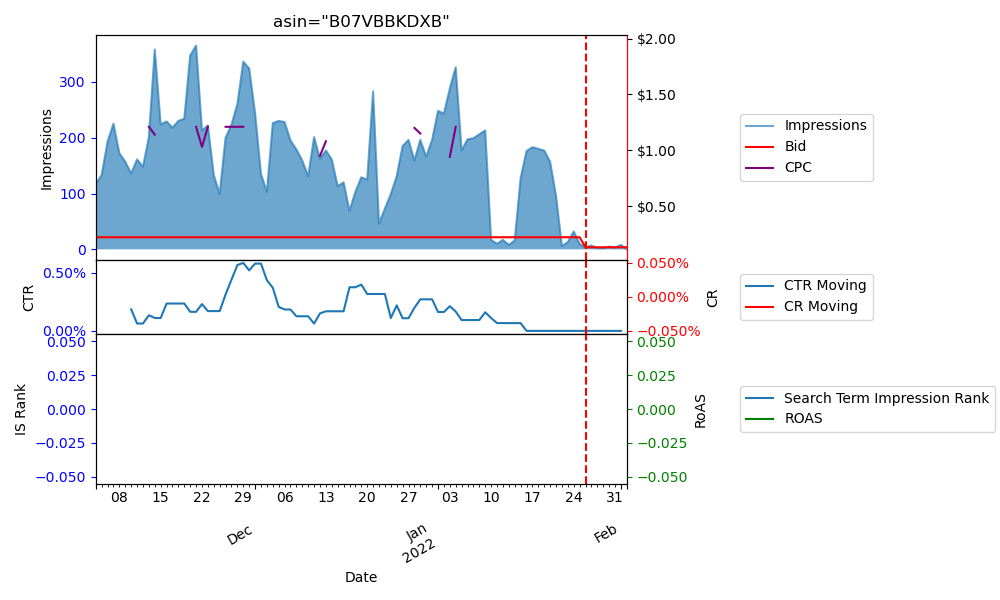 asin="B07VBBKDXB"
Impressions
300
200
100
0
$2.00
$1.50
$1.00
$0.50
Impressions
Bid
CPC
CTR
0.50%
0.00%
0.050%
0.000%
−0.050%
CR
CTR Moving
CR Moving
IS Rank
0.050
0.025
0.000
−0.025
−0.050
0.050
0.025
0.000
−0.025
−0.050
RoAS
Search Term Impression Rank
ROAS
08 15 22 29 06 13 20 27 03 10 17 24 31
Dec Jan Feb
2022
Date